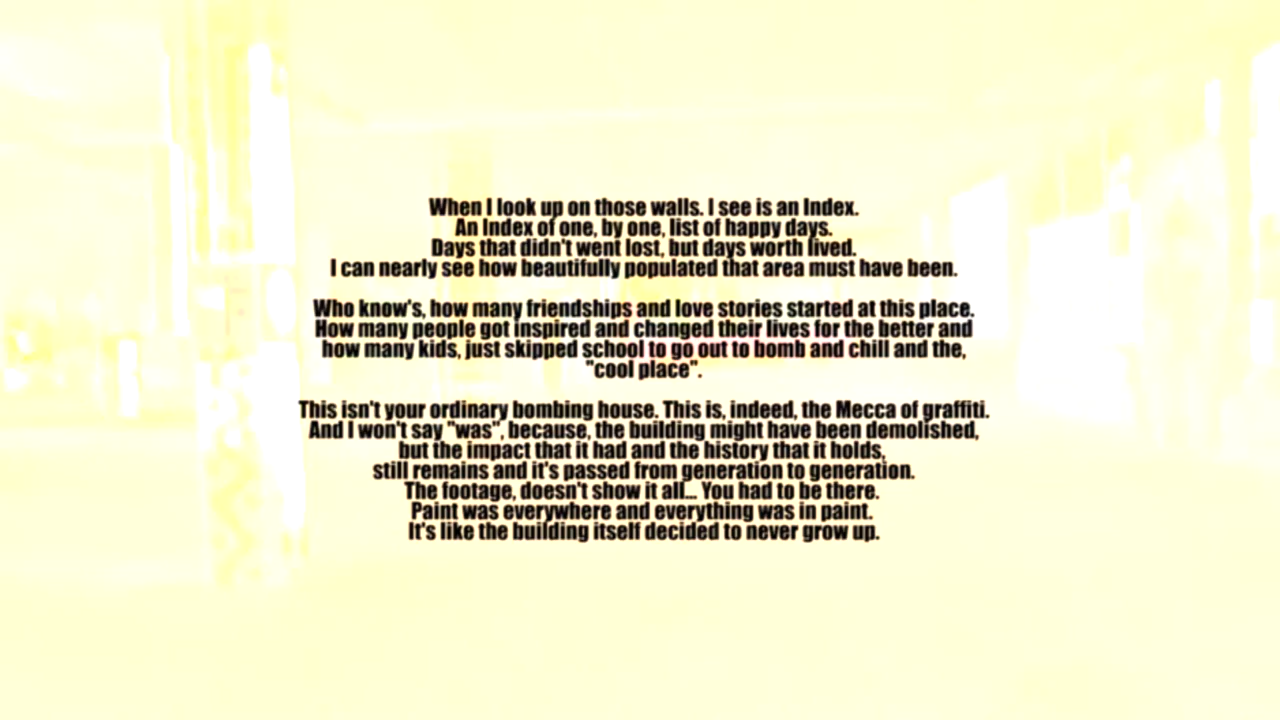 When I look up on those walls. I see is an Index.
An Index of one, by one, list of happy days.
Days that didn't went lost, but days worth lived.
I can nearly see how beautifully populated that area must have been.
Who know's, how many friendships and love stories started at this place.
How many people got inspired and changed their lives for the better and
how many kids, just skipped school to go out to bomb and chill and the,
"cool place".
This isn't your ordinary bombing house. This is, indeed, the Mecca of graffiti.
And I won't say "was", because, the building might have been demolished,
but the impact that it had and the history that it holds,
still remains and it's passed from generation to generation.
The footage, doesn't show it all... You had to be there.
Paint was everywhere and everything was in paint.
It's like the building itself decided to never grow up.